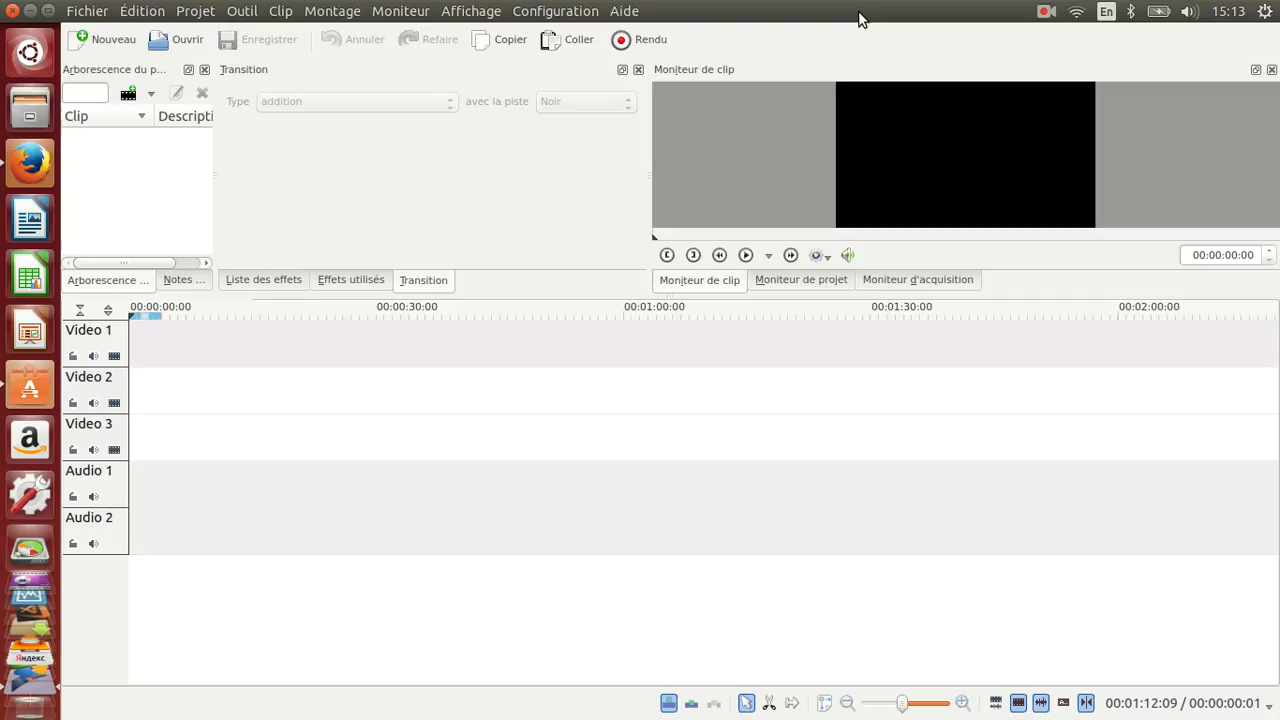 Fichier Édition Projet Outil Clip Montage Moniteur Affichage Configuration Aide En 15:13
Nouveau Ouvrir Enregistrer Annuler Refaire Copier Coller Rendu
Arborescence du p... Transition Moniteur de clip
Type addition avec la piste Noir
Clip Descripti
00:00:00:00
Arborescence ... Notes ... Liste des effets Effets utilisés Transition Moniteur de clip Moniteur de projet Moniteur d'acquisition
00:00:00:00 00:00:30:00 00:01:00:00 00:01:30:00 00:02:00:00
Video 1
Video 2
Video 3
Audio 1
Audio 2
Яндекс
00:01:12:09 / 00:00:00:01